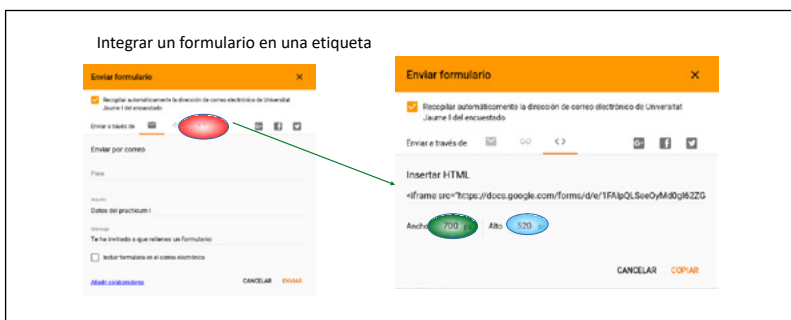 Integrar un formulario en una etiqueta
Enviar formulario
Recopilar automáticamente la dirección de correo electrónico de Universitat
Jaume I del encuestado
Enviar a través de
Enviar por correo
Para
Asunto
Datos del practicum I
Mensaje
Te he invitado a que rellenes un formulario:
Incluir formulario en el correo electrónico
Añadir colaboradores
CANCELAR ENVIAR
Enviar formulario
Recopilar automáticamente la dirección de correo electrónico de Universitat
Jaume I del encuestado
Enviar a través de <>
Insertar HTML
<iframe src="https://docs.google.com/forms/d/e/
Ancho 700 Alto 520
CANCELAR COPIAR